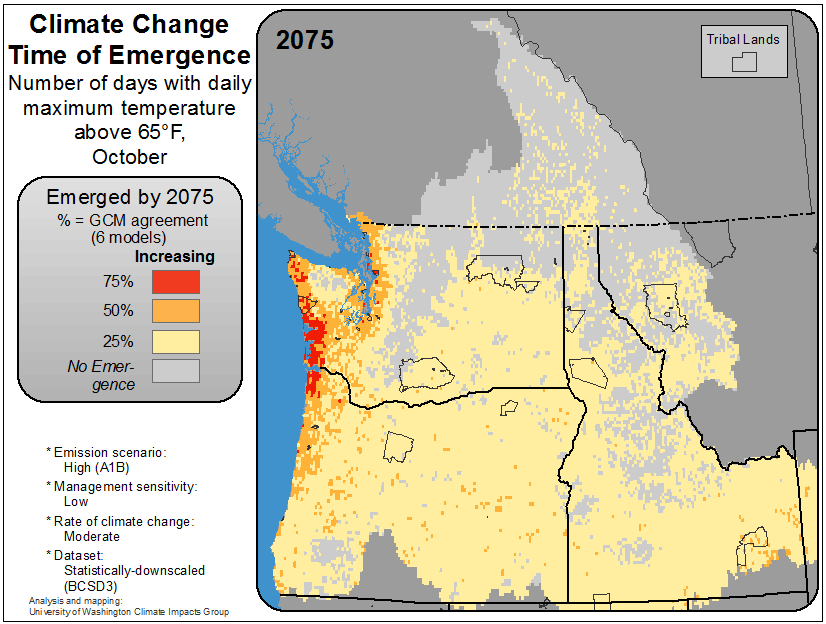 Climate Change
Time of Emergence
Number of days with daily
maximum temperature
above 65°F,
October
Emerged by 2075
% = GCM agreement
(6 models)
Increasing
75%
50%
25%
No Emer-
gence
* Emission scenario:
High (A1B)
* Management sensitivity:
Low
* Rate of climate change:
Moderate
* Dataset:
Statistically-downscaled
(BCSD3)
Analysis and mapping:
University of Washington Climate Impacts Group
2075
Tribal Lands